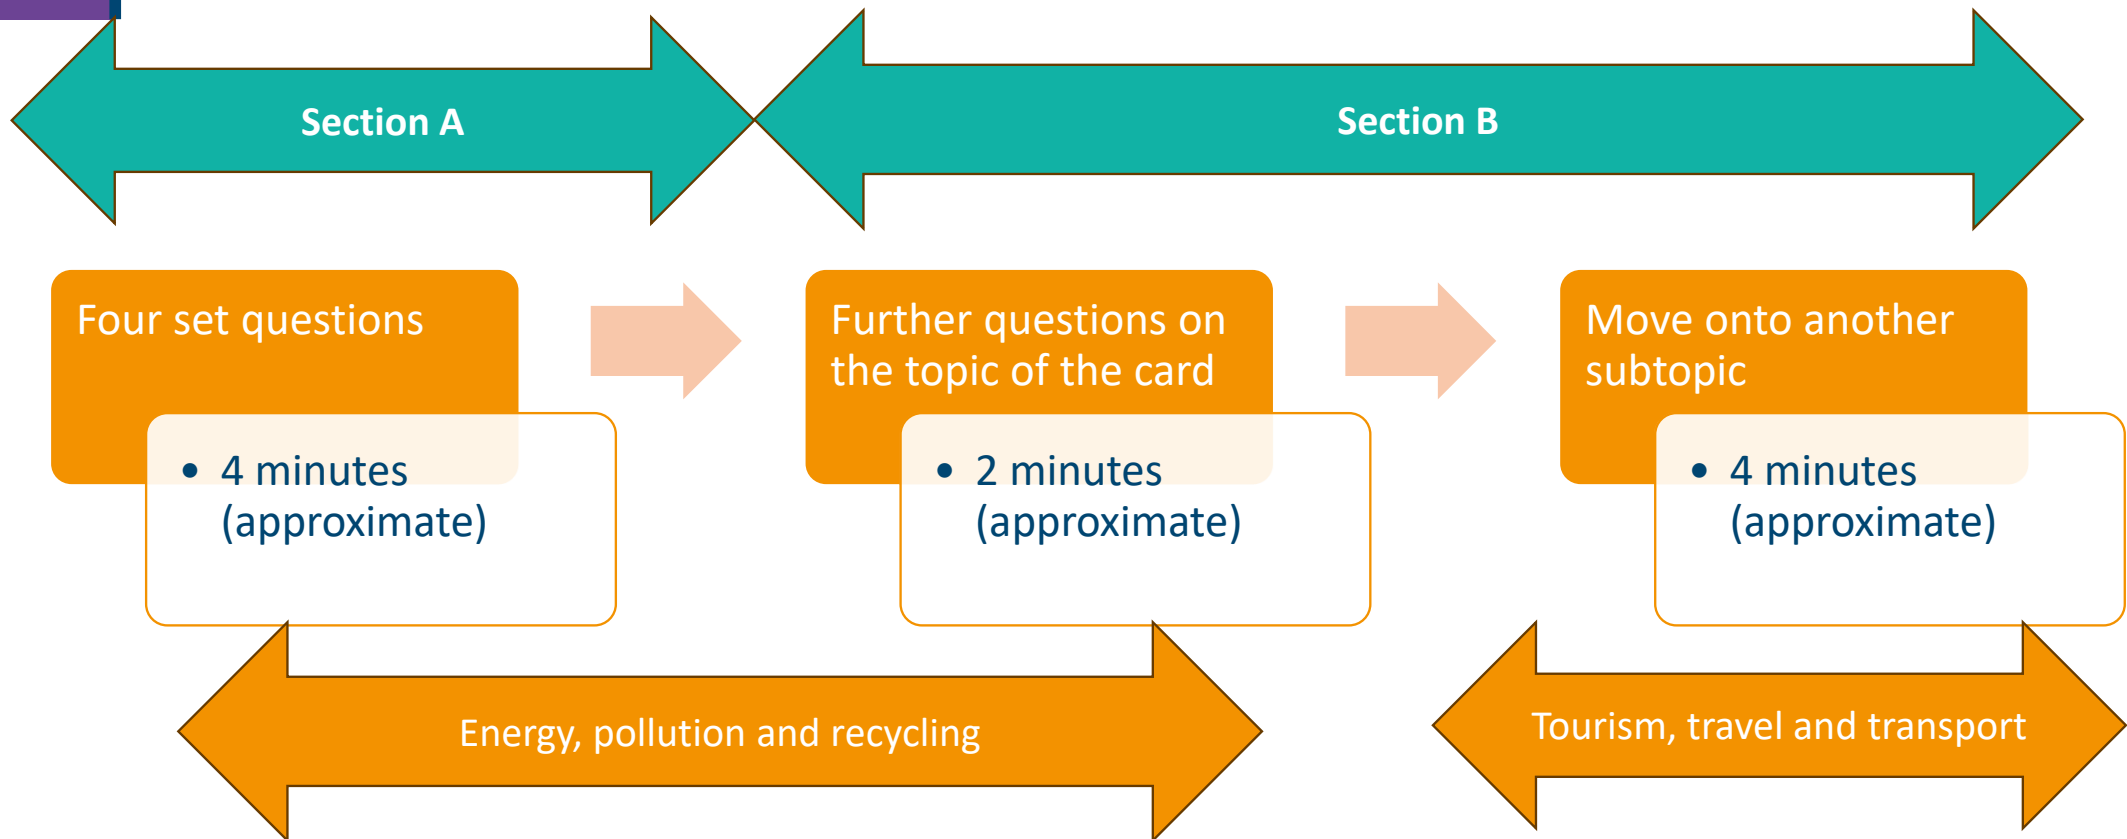 Section A
Section B
Four set questions
• 4 minutes
(approximate)
Further questions on
the topic of the card
• 2 minutes
(approximate)
Move onto another
subtopic
• 4 minutes
(approximate)
Energy, pollution and recycling
Tourism, travel and transport